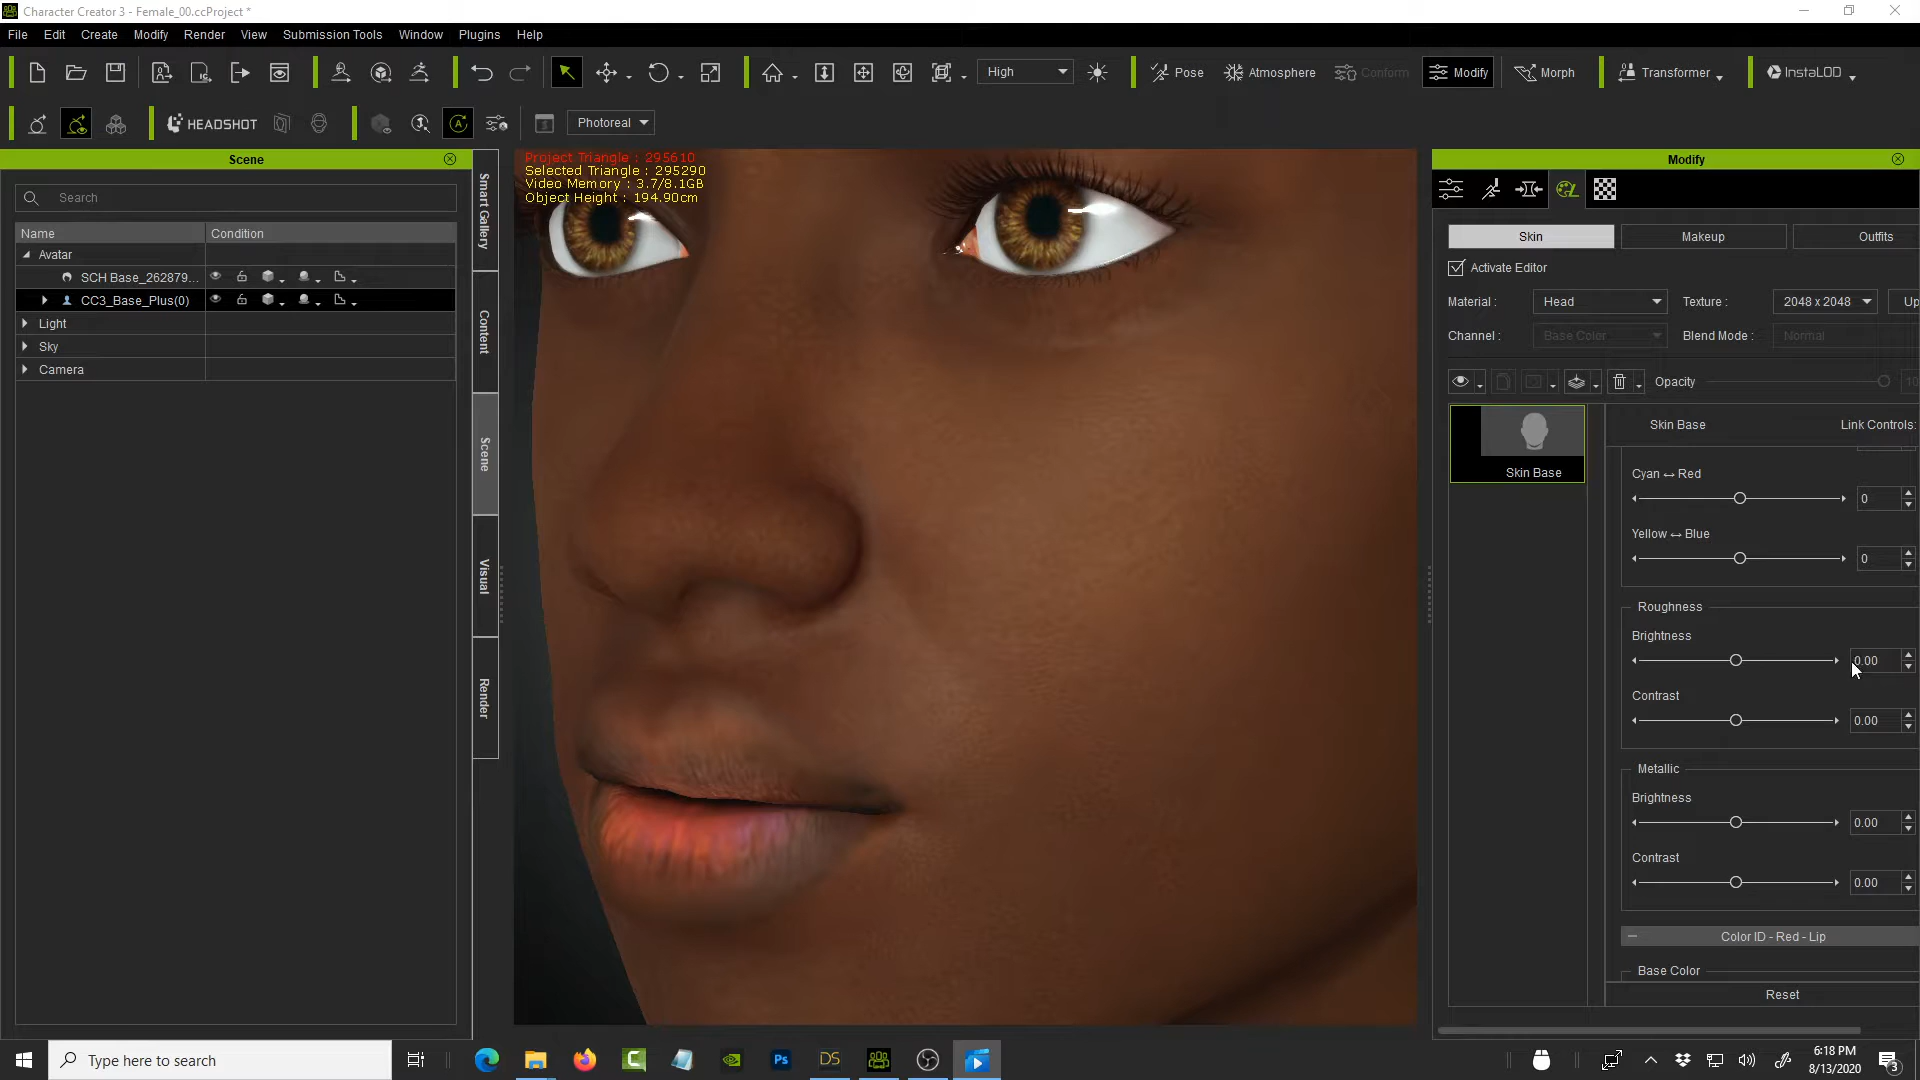 Character Creator 3 - Female_00.ccProject *
File Edit Create Modify Render View Submission Tools Window Plugins Help
High Pose Atmosphere Conform Modify Morph Transformer InstaLOD
HEADSHOT Photoreal
Scene
Search
Name Condition
Avatar
SCH Base_262879...
CC3_Base_Plus(0)
Light
Sky
Camera
Smart Gallery
Content
Scene
Visual
Render
Project Triangle : 295610
Selected Triangle : 295290
Video Memory : 3.7/8.1GB
Object Height : 194.90cm
Modify
Skin Makeup Outfits
Activate Editor
Material : Head Texture : 2048 x 2048 Up
Channel : Base Color Blend Mode : Normal
Opacity 10
Skin Base Link Controls:
Skin Base
Cyan ↔ Red
0
Yellow ↔ Blue
0
Roughness
Brightness
0.00
Contrast
0.00
Metallic
Brightness
0.00
Contrast
0.00
Color ID - Red - Lip
Base Color
Reset
Type here to search
Ps
DS
6:18 PM
8/13/2020
3